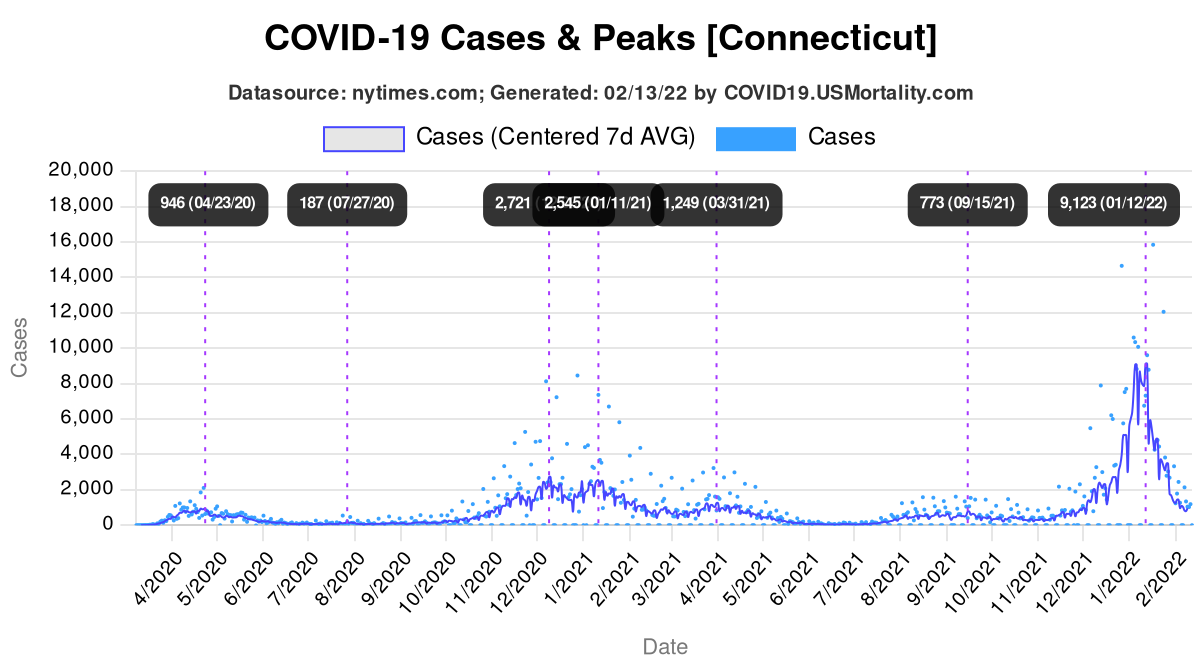 COVID-19 Cases & Peaks [Connecticut]
Datasource: nytimes.com; Generated: 02/13/22 by COVID19.USMortality.com
Cases (Centered 7d AVG) Cases
20,000
946 (04/23/20) 187 (07/27/20) 2,721 2,545 (01/11/21) 1,249 (03/31/21) 773 (09/15/21) 9,123 (01/12/22)
18,000
16,000
14,000
12,000
10,000
8,000
6,000
4,000
2,000
0
Cases
4/2020 5/2020 6/2020 7/2020 8/2020 9/2020 10/2020 11/2020 12/2020 1/2021 2/2021 3/2021 4/2021 5/2021 6/2021 7/2021 8/2021 9/2021 10/2021 11/2021 12/2021 1/2022 2/2022
Date